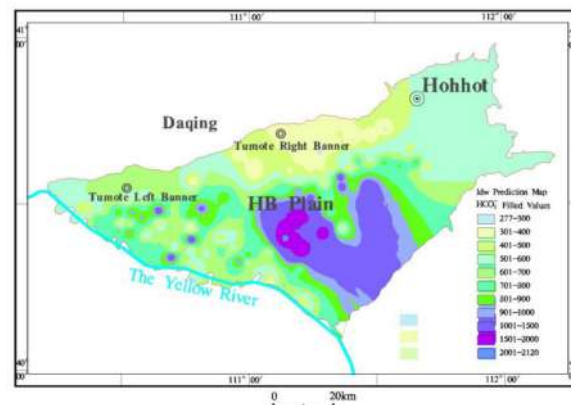 111° 00'
112° 00'
41° 00'
Hohhot
Daqing
Tumote Right Banner
Tumote Left Banner
HB Plain
The Yellow River
Idw Prediction Map
HCO₃⁻ Filled Values
277-300
301-400
401-500
501-600
601-700
701-800
801-900
901-1000
1001-1500
1501-2000
2001-2120
40° 00'
111° 00'
0 20km
112° 00'